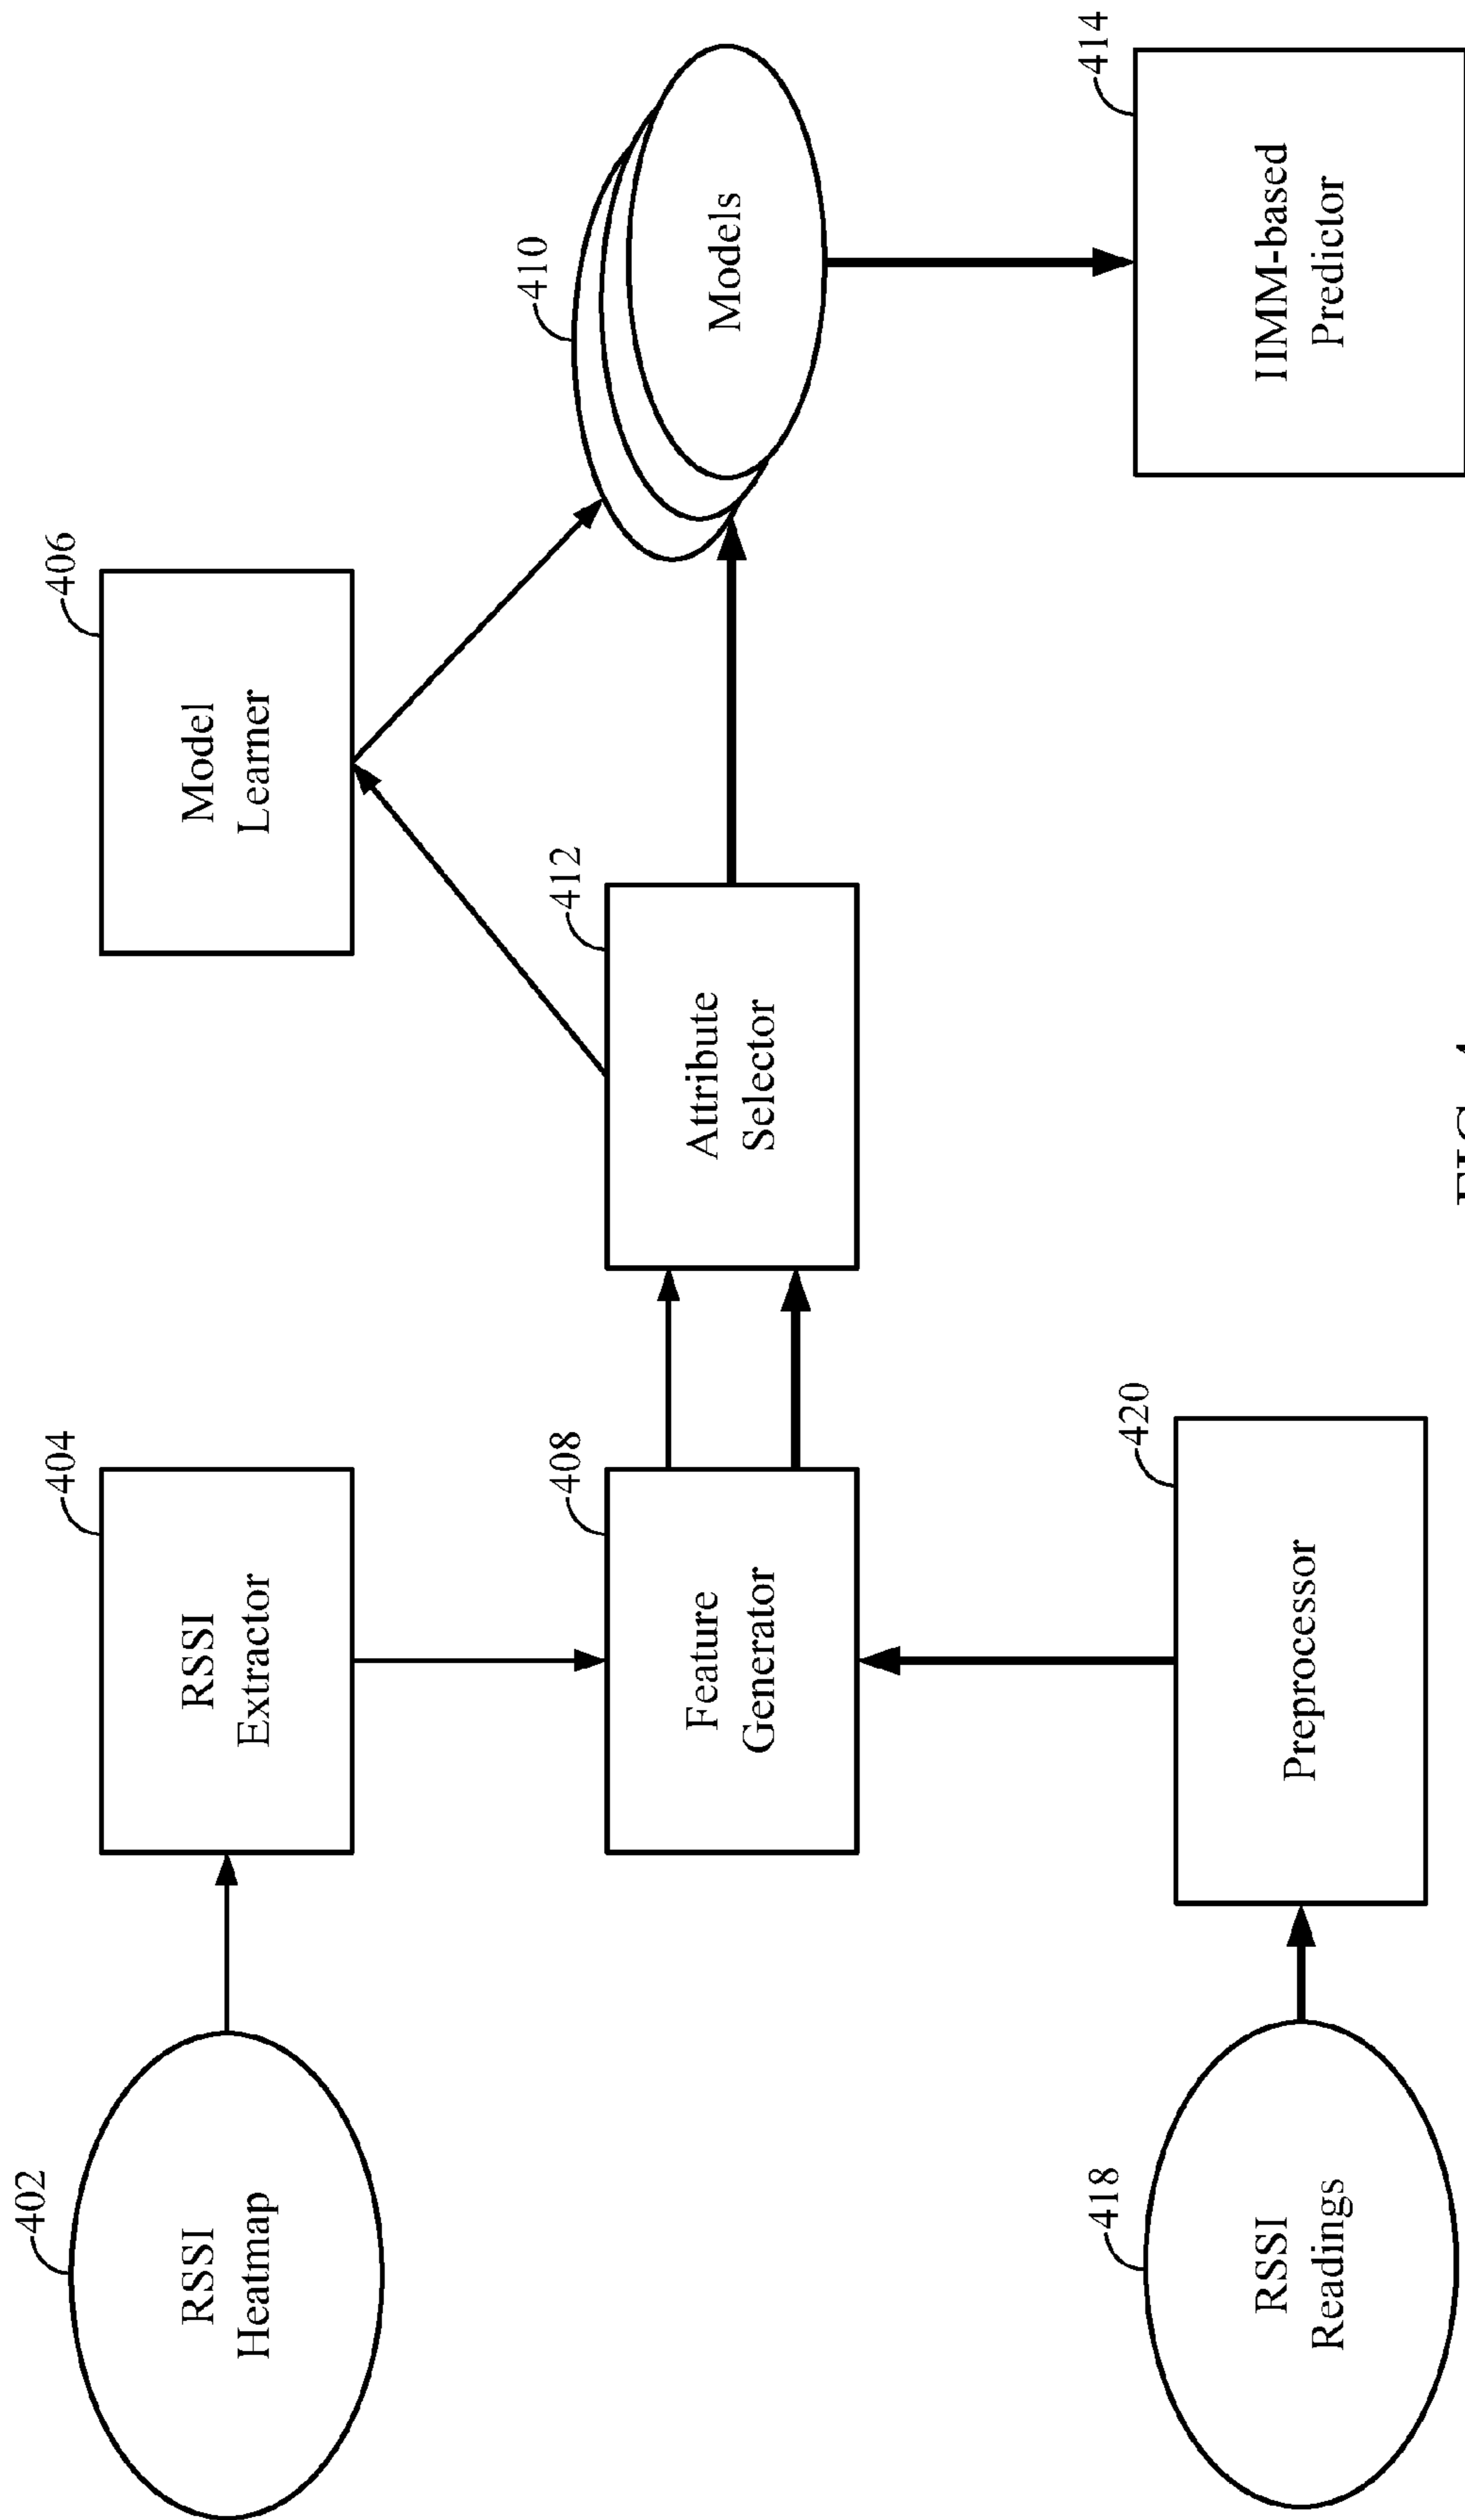 402
RSSI
Heatmap
404
RSSI
Extractor
406
Model
Learner
408
Feature
Generator
412
Attribute
Selector
410
Models
418
RSSI
Readings
420
Preprocessor
414
HMM-based
Predictor